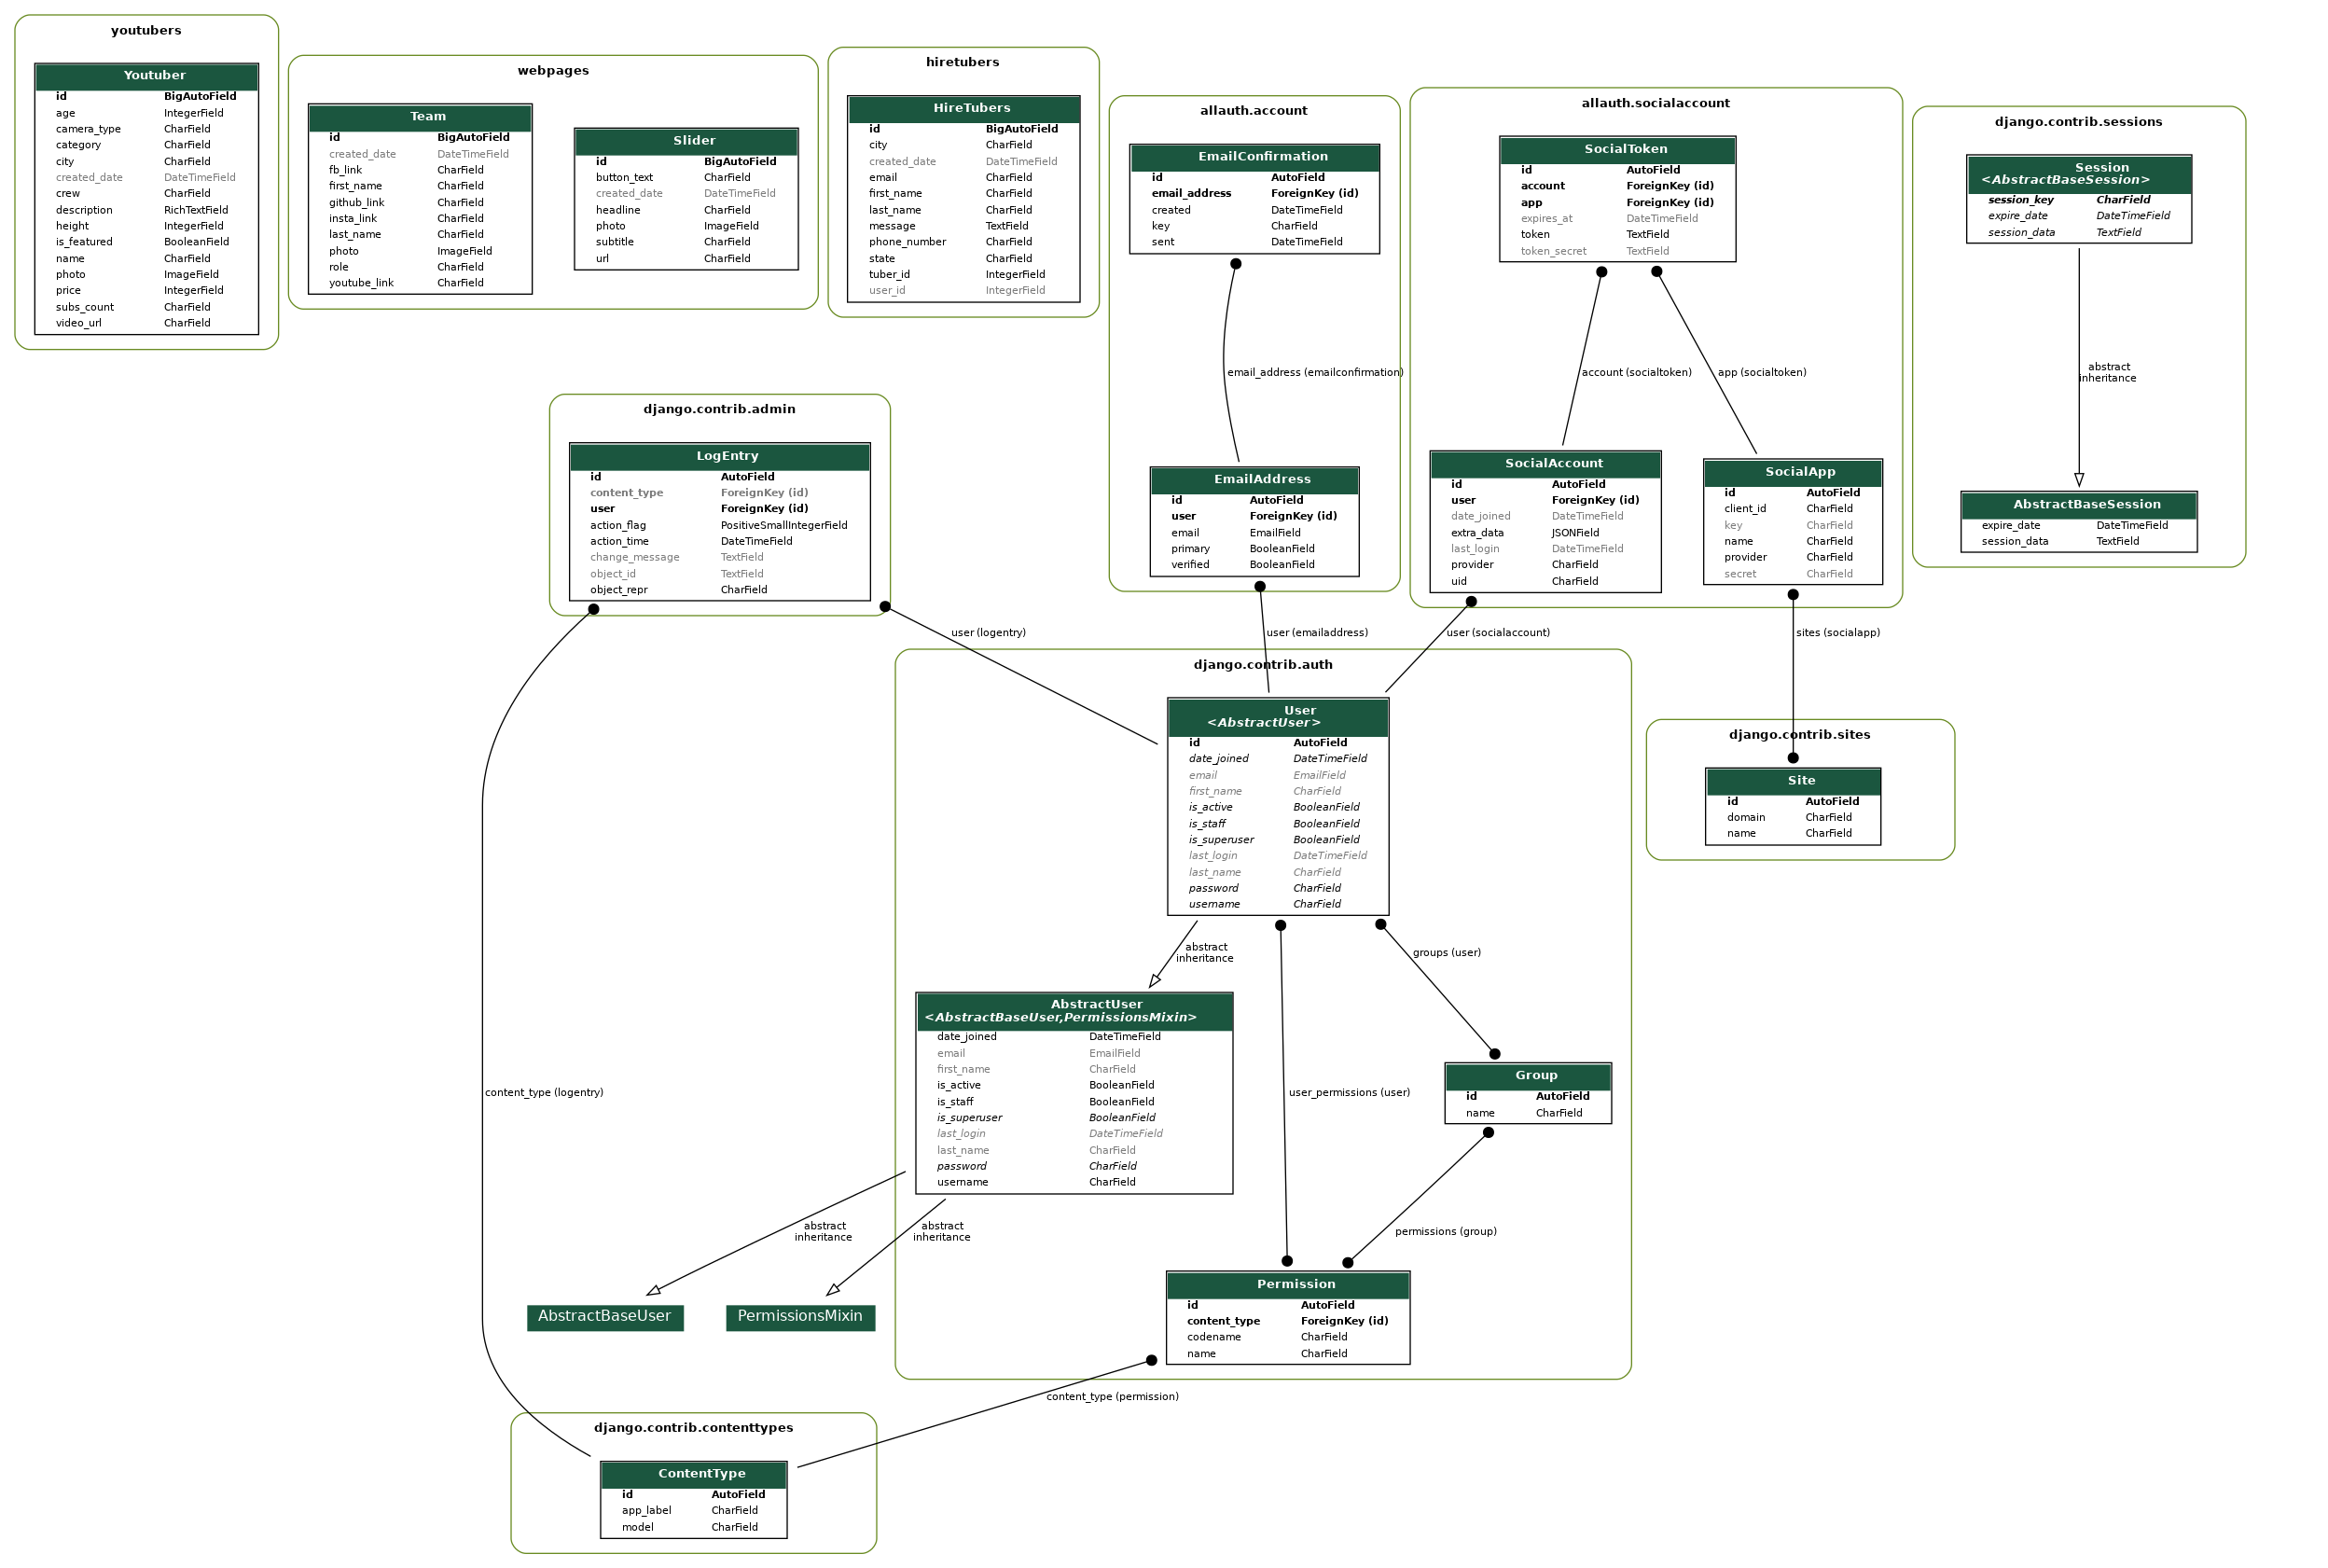 youtubers
Youtuber
id BigAutoField
age IntegerField
camera_type CharField
category CharField
city CharField
created_date DateTimeField
crew CharField
description RichTextField
height IntegerField
is_featured BooleanField
name CharField
photo ImageField
price IntegerField
subs_count CharField
video_url CharField
webpages
Team
id BigAutoField
created_date DateTimeField
fb_link CharField
first_name CharField
github_link CharField
insta_link CharField
last_name CharField
photo ImageField
role CharField
youtube_link CharField
Slider
id BigAutoField
button_text CharField
created_date DateTimeField
headline CharField
photo ImageField
subtitle CharField
url CharField
hiretubers
HireTubers
id BigAutoField
city CharField
created_date DateTimeField
email CharField
first_name CharField
last_name CharField
message TextField
phone_number CharField
state CharField
tuber_id IntegerField
user_id IntegerField
allauth.account
EmailConfirmation
id AutoField
email_address ForeignKey (id)
created DateTimeField
key CharField
sent DateTimeField
email_address (emailconfirmation)
EmailAddress
id AutoField
user ForeignKey (id)
email EmailField
primary BooleanField
verified BooleanField
allauth.socialaccount
SocialToken
id AutoField
account ForeignKey (id)
app ForeignKey (id)
expires_at DateTimeField
token TextField
token_secret TextField
account (socialtoken)
app (socialtoken)
SocialAccount
id AutoField
user ForeignKey (id)
date_joined DateTimeField
extra_data JSONField
last_login DateTimeField
provider CharField
uid CharField
SocialApp
id AutoField
client_id CharField
key CharField
name CharField
provider CharField
secret CharField
django.contrib.sessions
Session
<AbstractBaseSession>
session_key CharField
expire_date DateTimeField
session_data TextField
abstract
inheritance
AbstractBaseSession
expire_date DateTimeField
session_data TextField
django.contrib.admin
LogEntry
id AutoField
content_type ForeignKey (id)
user ForeignKey (id)
action_flag PositiveSmallIntegerField
action_time DateTimeField
change_message TextField
object_id TextField
object_repr CharField
user (logentry)
user (emailaddress)
user (socialaccount)
sites (socialapp)
django.contrib.auth
User
<AbstractUser>
id AutoField
date_joined DateTimeField
email EmailField
first_name CharField
is_active BooleanField
is_staff BooleanField
is_superuser BooleanField
last_login DateTimeField
last_name CharField
password CharField
username CharField
django.contrib.sites
Site
id AutoField
domain CharField
name CharField
abstract
inheritance
groups (user)
AbstractUser
<AbstractBaseUser,PermissionsMixin>
date_joined DateTimeField
email EmailField
first_name CharField
is_active BooleanField
is_staff BooleanField
is_superuser BooleanField
last_login DateTimeField
last_name CharField
password CharField
username CharField
content_type (logentry)
user_permissions (user)
Group
id AutoField
name CharField
abstract
inheritance
abstract
inheritance
permissions (group)
AbstractBaseUser
PermissionsMixin
Permission
id AutoField
content_type ForeignKey (id)
codename CharField
name CharField
content_type (permission)
django.contrib.contenttypes
ContentType
id AutoField
app_label CharField
model CharField